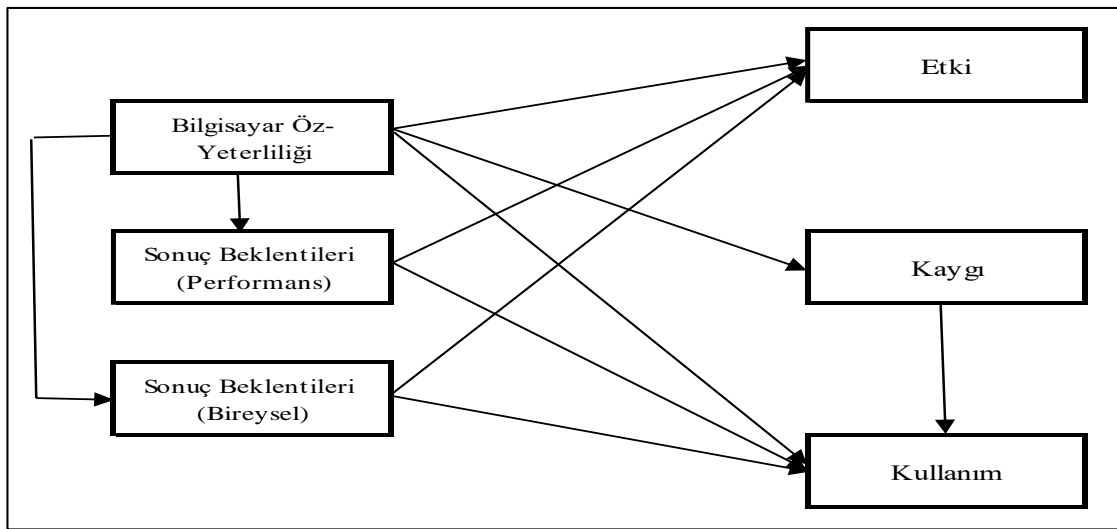 Bilgisayar Öz-
Yeterliliği
Sonuç Beklentileri
(Performans)
Sonuç Beklentileri
(Bireysel)
Etki
Kaygı
Kullanım